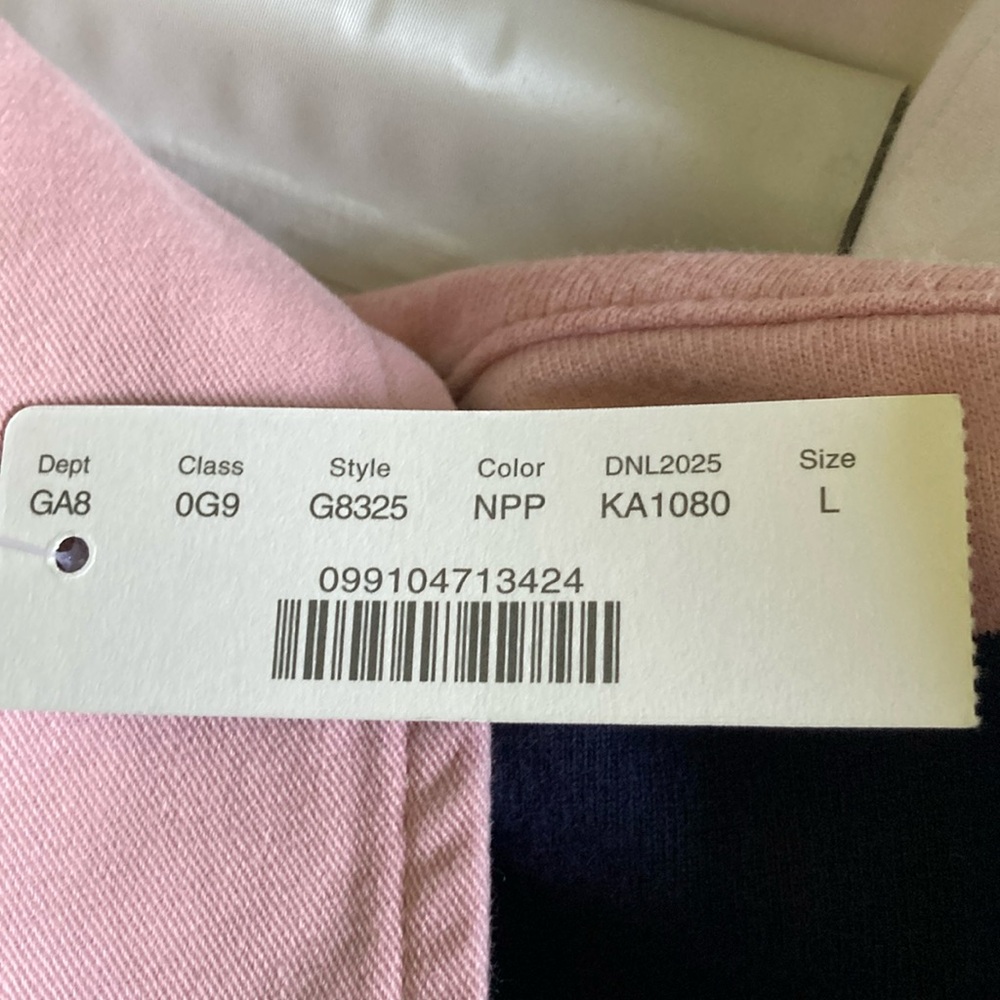 Dept Class Style Color DNL2025 Size
GA8 0G9 G8325 NPP KA1080 L
099104713424